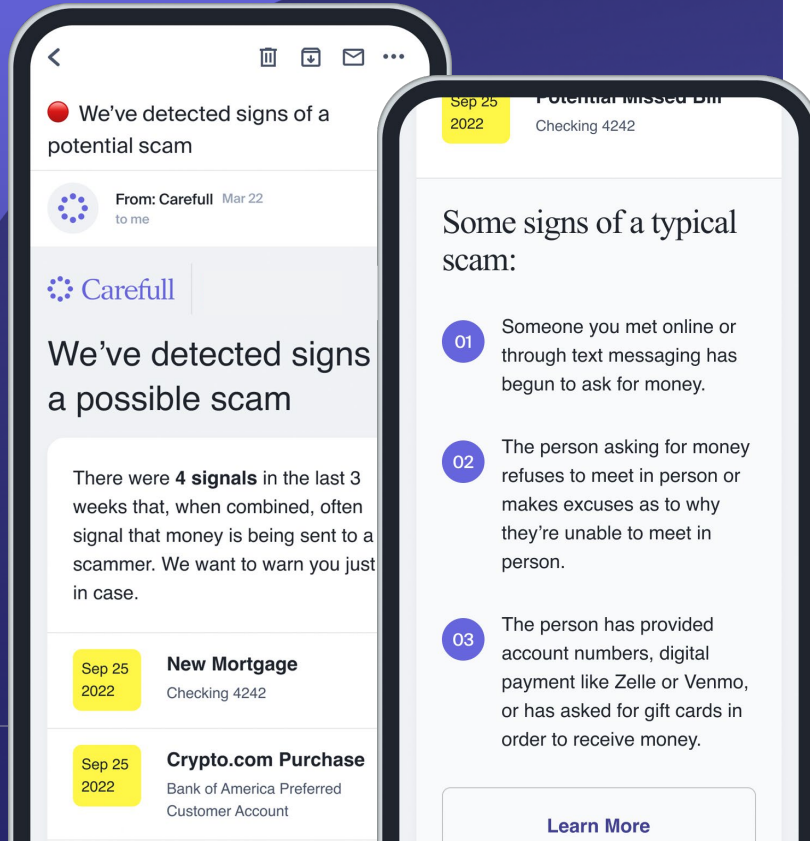 We've detected signs of a
potential scam
From: Carefull Mar 22
to me
Carefull
We've detected signs
a possible scam
There were 4 signals in the last 3
weeks that, when combined, often
signal that money is being sent to a
scammer. We want to warn you just
in case.
Sep 25
2022
New Mortgage
Checking 4242
Sep 25
2022
Crypto.com Purchase
Bank of America Preferred
Customer Account
Sep 25
2022
Potential Missed Bill
Checking 4242
Some signs of a typical
scam:
01
Someone you met online or
through text messaging has
begun to ask for money.
02
The person asking for money
refuses to meet in person or
makes excuses as to why
they're unable to meet in
person.
03
The person has provided
account numbers, digital
payment like Zelle or Venmo,
or has asked for gift cards in
order to receive money.
Learn More